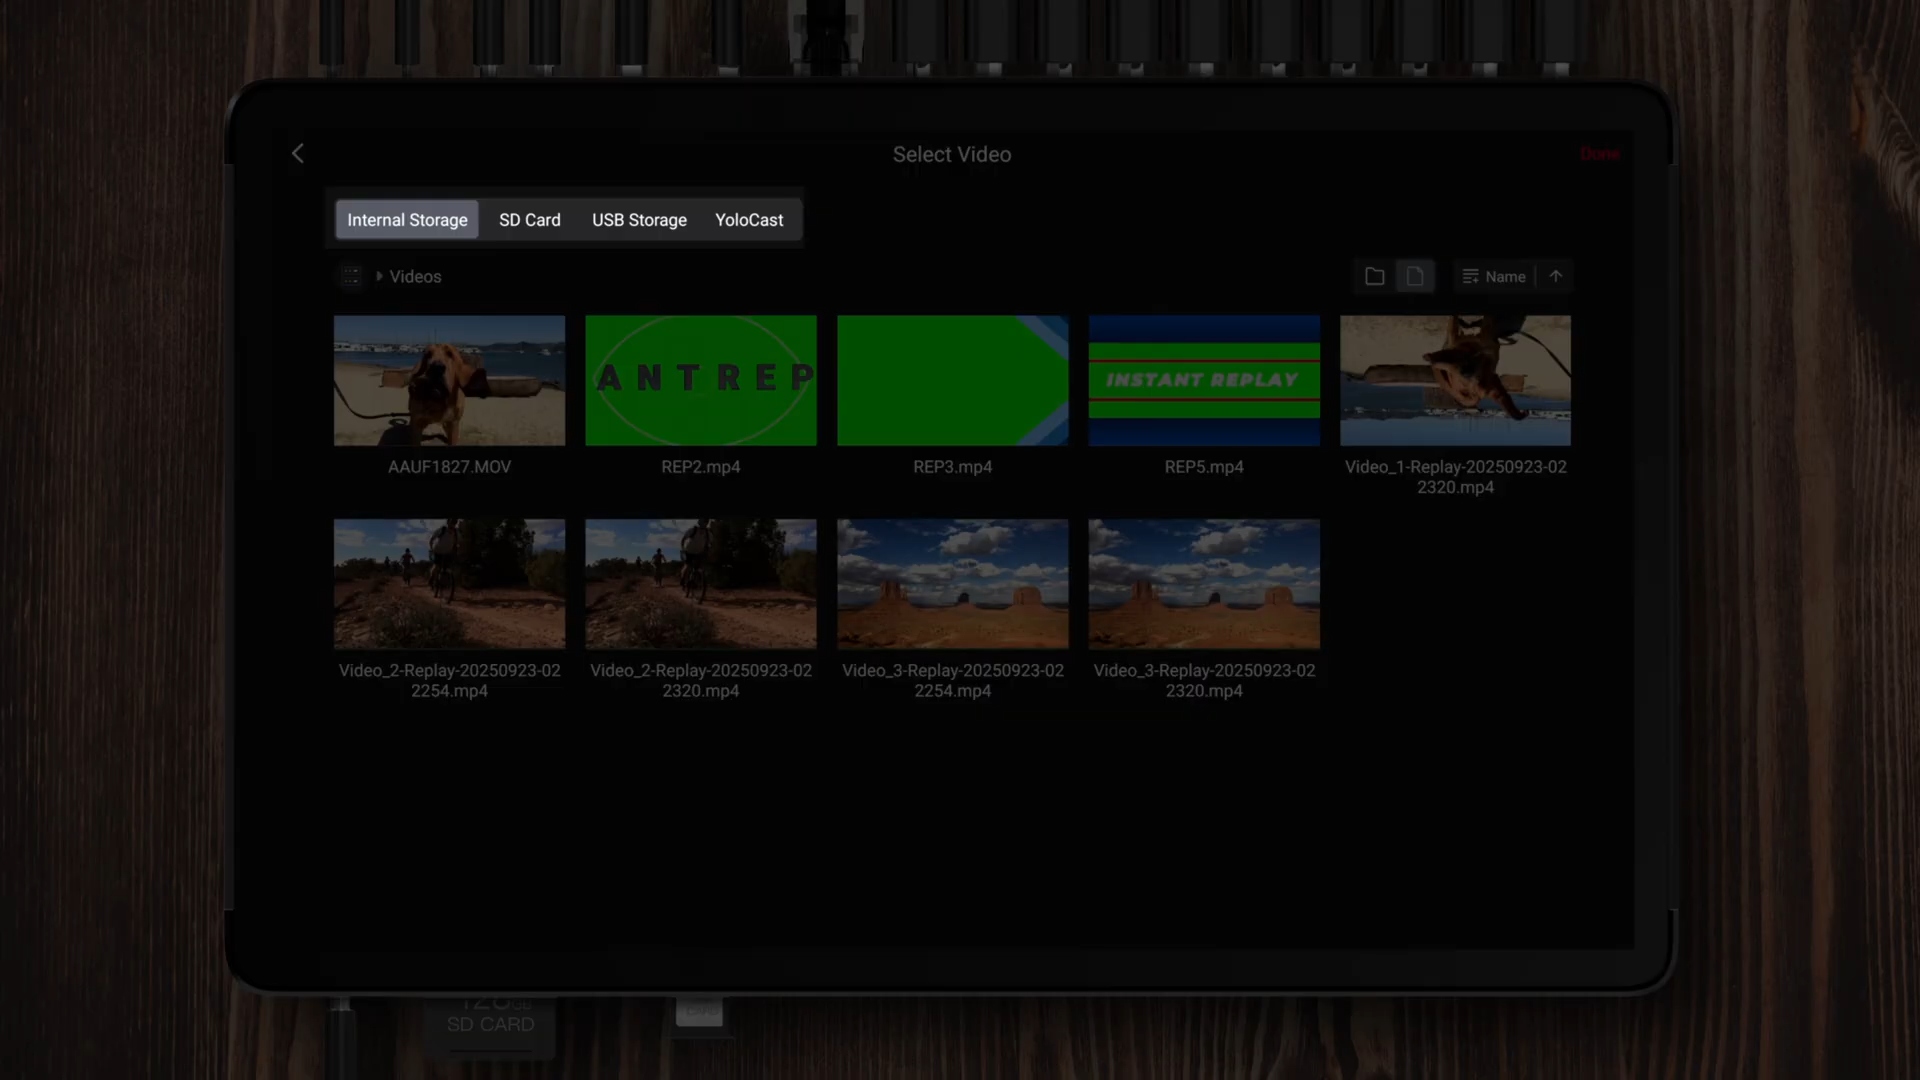 Select Video
Done
Internal Storage
SD Card
USB Storage
YoloCast
Videos
Name
ANTREP
INSTANT REPLAY
AAUF1827.MOV
REP2.mp4
REP3.mp4
REP5.mp4
Video_1-Replay-20250923-02
2320.mp4
Video_2-Replay-20250923-02
2254.mp4
Video_2-Replay-20250923-02
2320.mp4
Video_3-Replay-20250923-02
2254.mp4
Video_3-Replay-20250923-02
2320.mp4
SD CARD